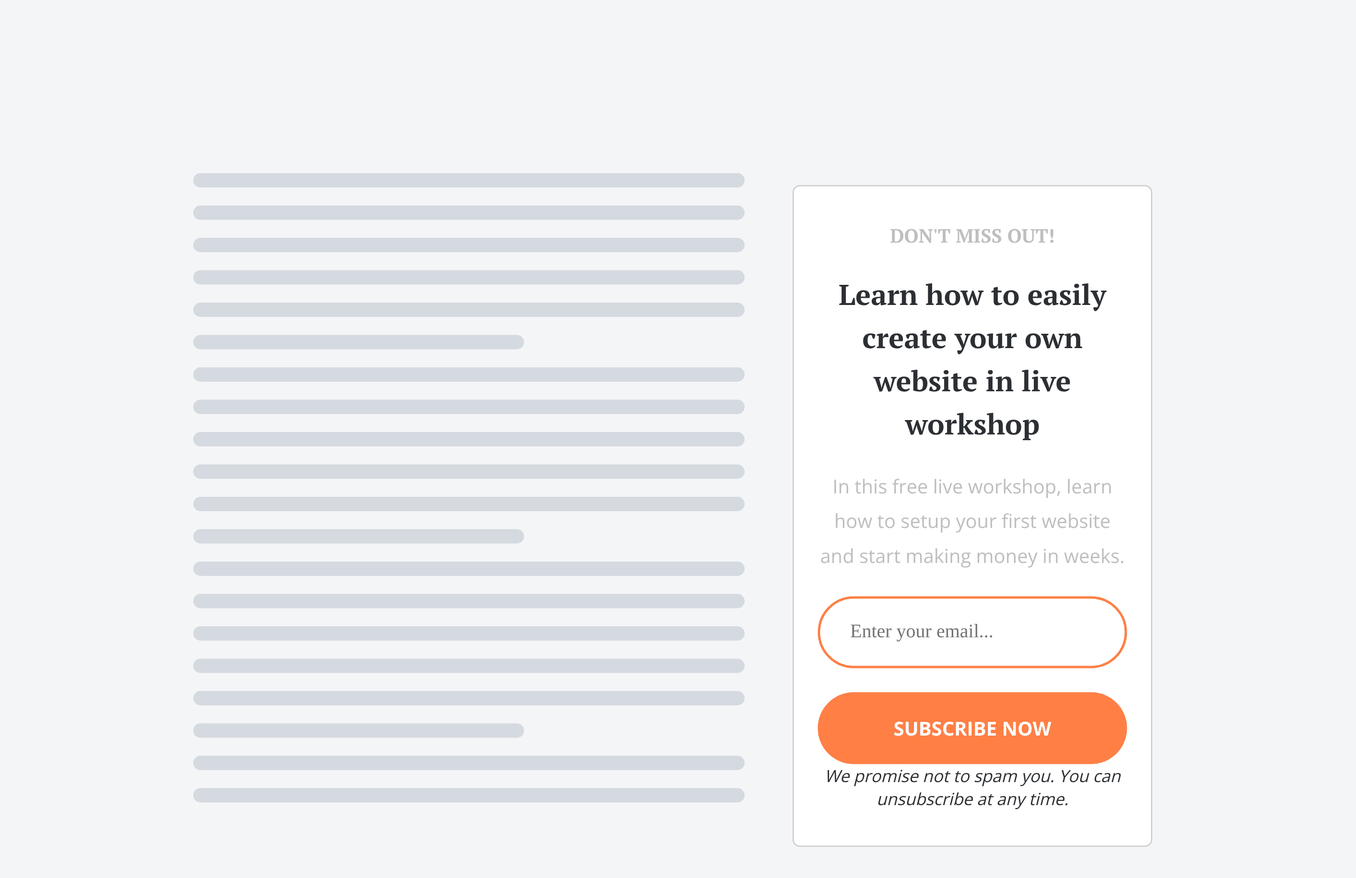 DON'T MISS OUT!
Learn how to easily
create your own
website in live
workshop
In this free live workshop, learn
how to setup your first website
and start making money in weeks.
Enter your email...
SUBSCRIBE NOW
We promise not to spam you. You can
unsubscribe at any time.